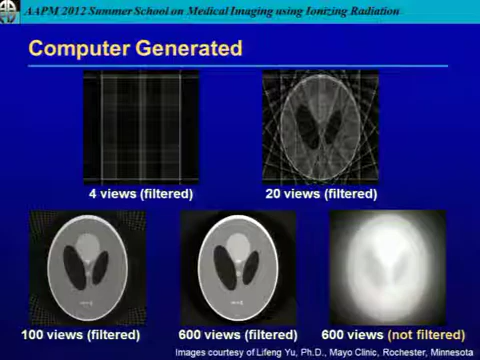 AAPM 2012 Summer School on Medical Imaging using Ionizing Radiation
Computer Generated
4 views (filtered)
20 views (filtered)
100 views (filtered)
600 views (filtered)
600 views (not filtered)
Images courtesy of Lifeng Yu, Ph.D., Mayo Clinic, Rochester, Minnesota